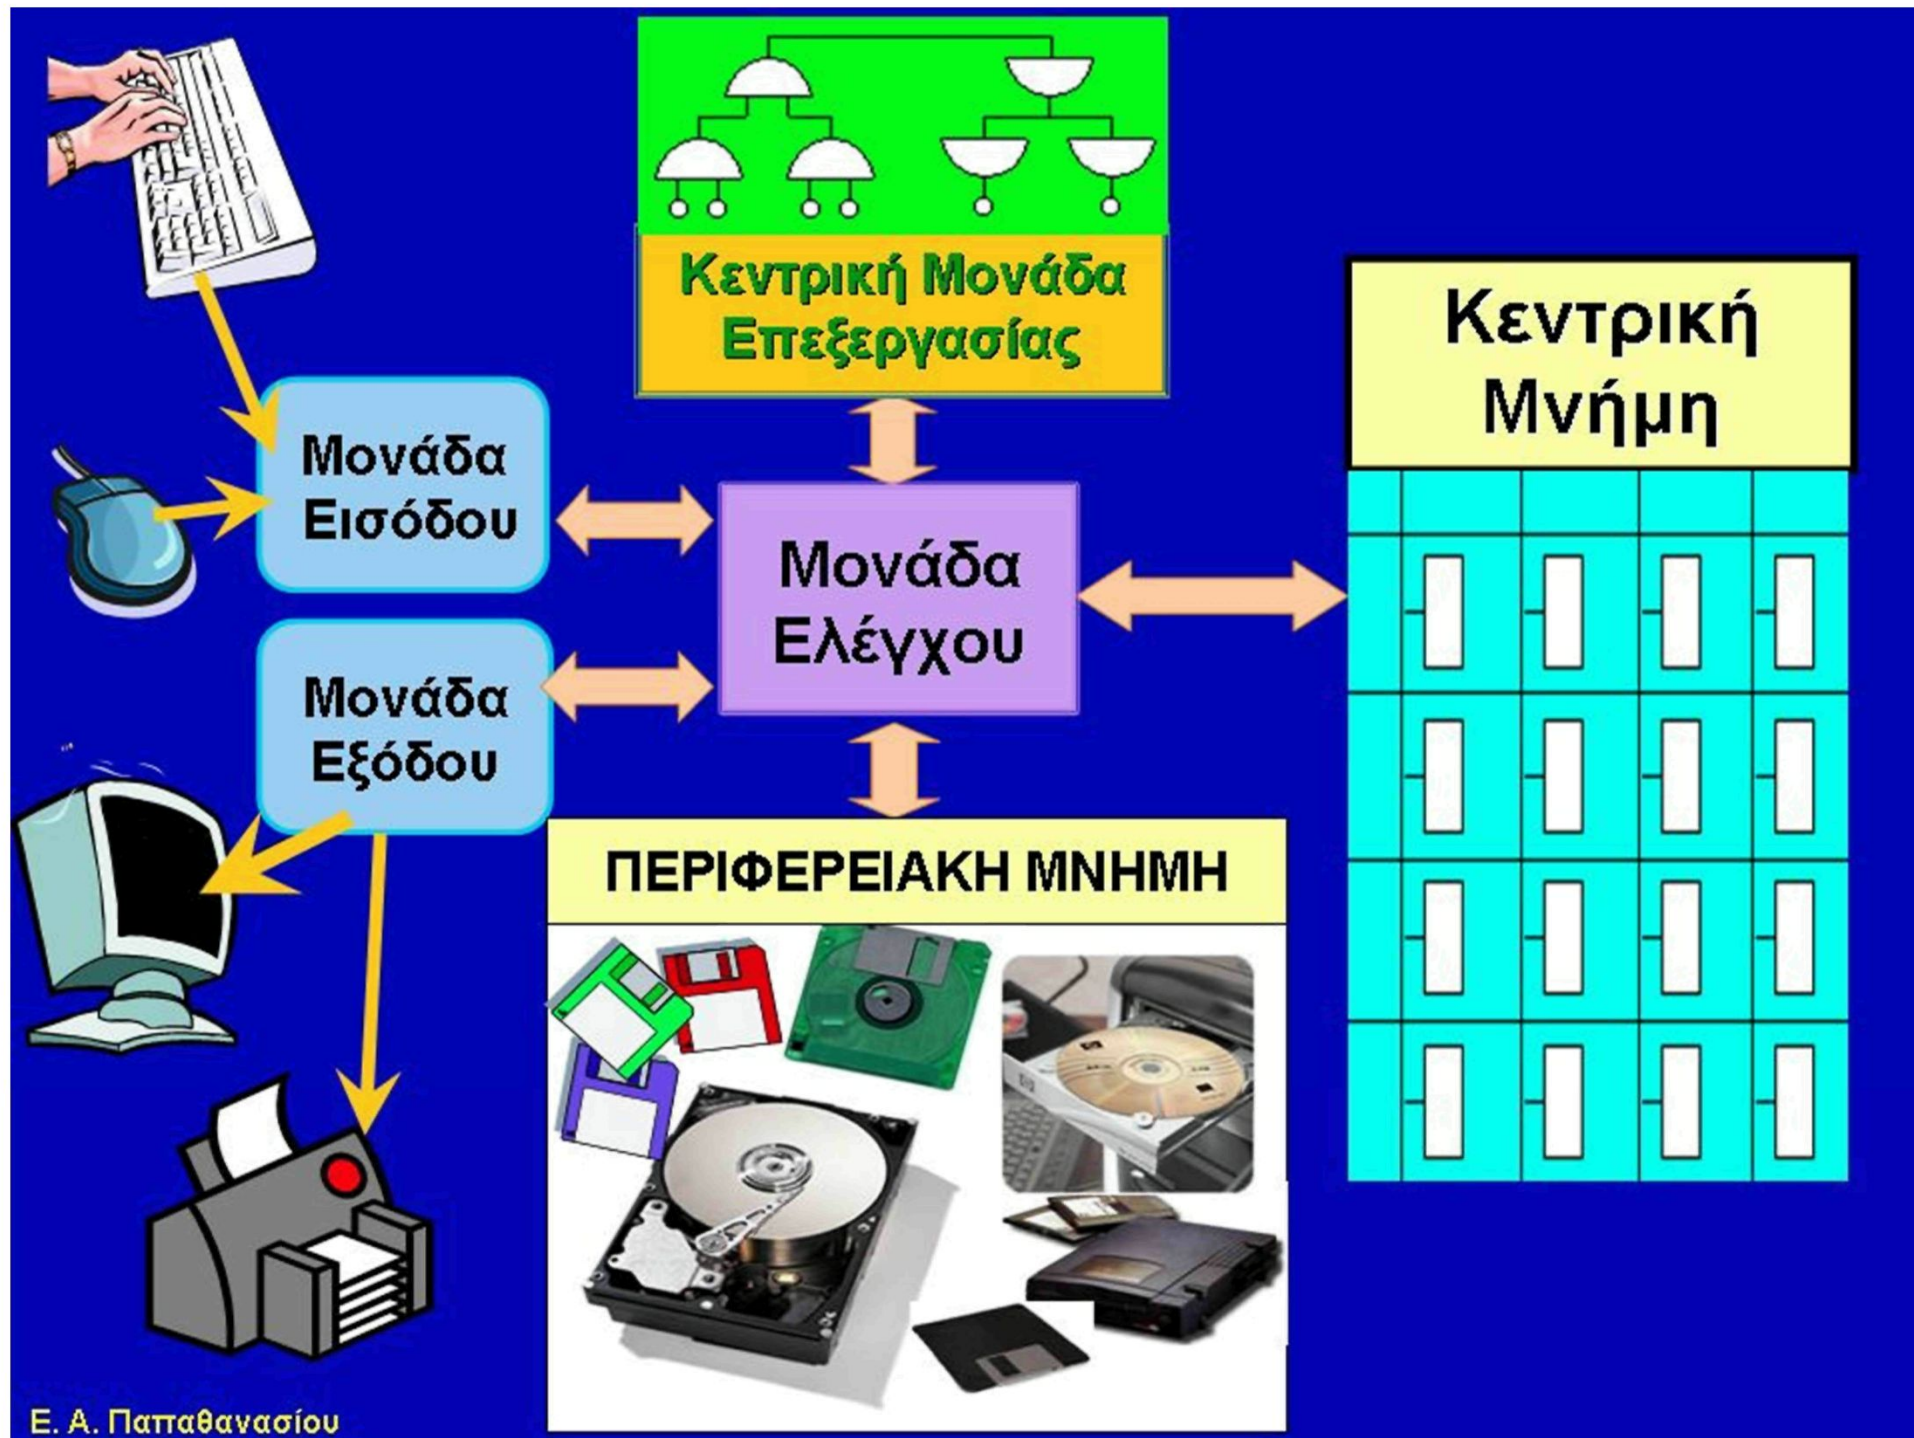 Κεντρική Μονάδα
Επεξεργασίας
Κεντρική
Μνήμη
Μονάδα
Εισόδου
Μονάδα
Ελέγχου
Μονάδα
Εξόδου
ΠΕΡΙΦΕΡΕΙΑΚΗ ΜΝΗΜΗ
Ε. Α. Παπαθανασίου